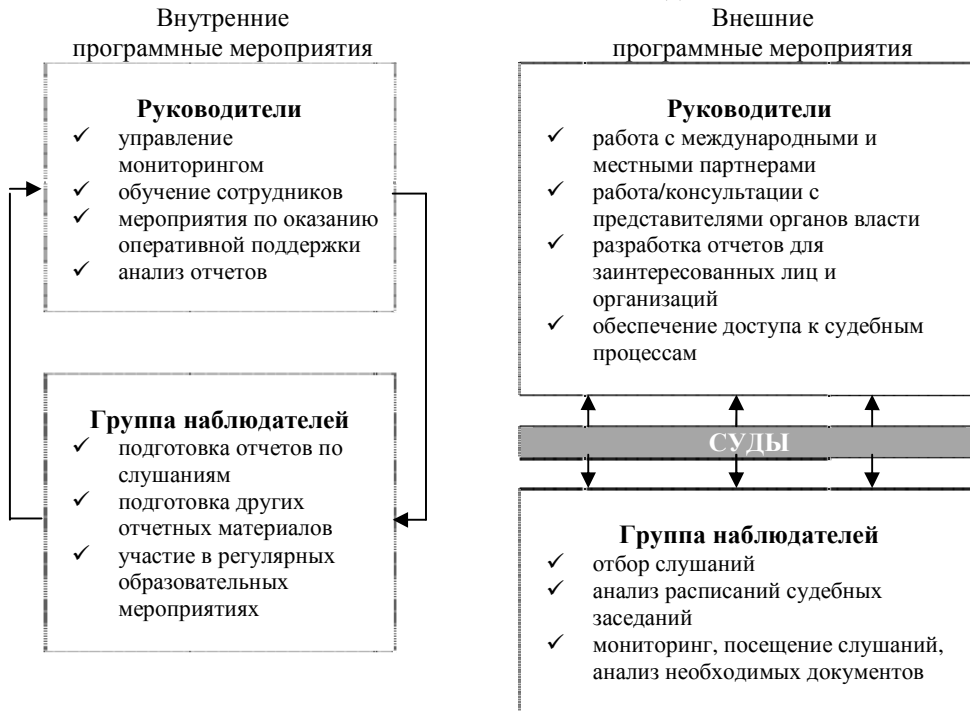 Внутренние
программные мероприятия
Руководители
✓ управление
мониторингом
✓ обучение сотрудников
✓ мероприятия по оказанию
оперативной поддержки
✓ анализ отчетов
Группа наблюдателей
✓ подготовка отчетов по
слушаниям
✓ подготовка других
отчетных материалов
✓ участие в регулярных
образовательных
мероприятиях
Внешние
программные мероприятия
Руководители
✓ работа с международными и
местными партнерами
✓ работа/консультации с
представителями органов власти
✓ разработка отчетов для
заинтересованных лиц и
организаций
✓ обеспечение доступа к судебным
процессам
СУДЫ
Группа наблюдателей
✓ отбор слушаний
✓ анализ расписаний судебных
заседаний
✓ мониторинг, посещение слушаний,
анализ необходимых документов